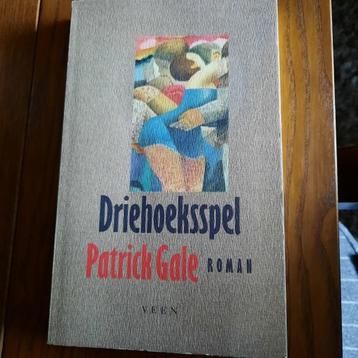 Driehoeksspel
Patrick Gale ROMAN
VEEN